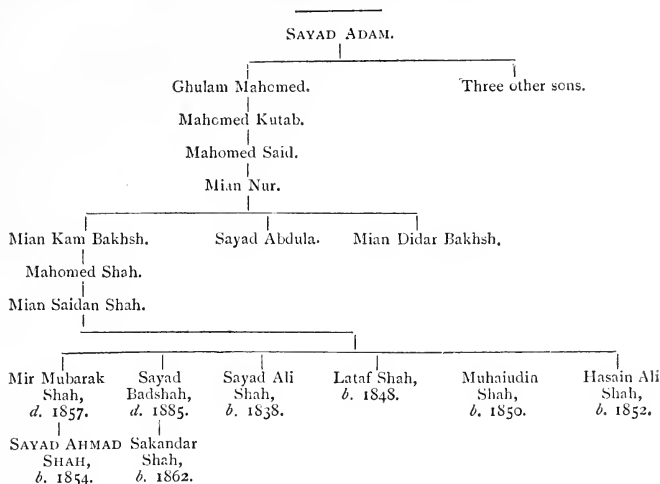 SAYAD ADAM.
Ghulam Mahomed. Three other sons.
Mahomed Kutab.
Mahomed Said.
Mian Nur.
Mian Kam Bakhsh. Sayad Abdula. Mian Didar Bakhsh.
Mahomed Shah.
Mian Saidan Shah.
Mir Mubarak Sayad Sayad Ali Lataf Shah, Muhaiudin Hasain Ali
Shah, Badshah, Shah, b. 1848. Shah, Shah,
d. 1857. d. 1885. b. 1838. b. 1850. b. 1852.
SAYAD AHMAD Sakandar
SHAH, Shah,
b. 1854. b. 1862.